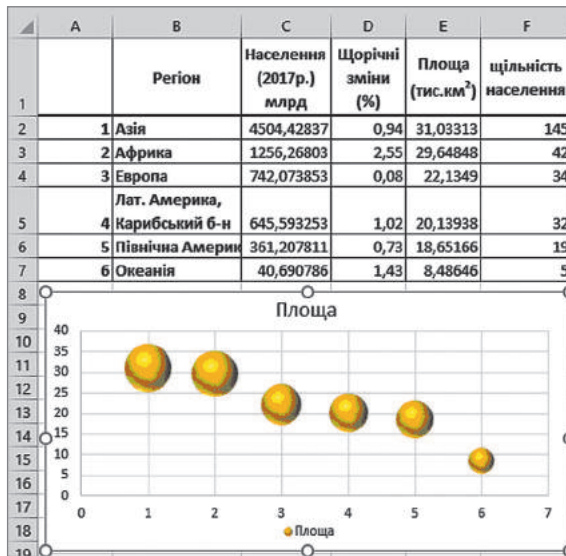 A B C D E F
1 Регіон Населення (2017р.) млрд Щорічні зміни (%) Площа (тис.км²) щільність населення
2 1 Азія 4504,42837 0,94 31,03313 145
3 2 Африка 1256,26803 2,55 29,64848 42
4 3 Европа 742,073853 0,08 22,1349 34
Лат. Америка,
5 4 Карибський б-н 645,593253 1,02 20,13938 32
6 5 Північна Америк 361,207811 0,73 18,65166 19
7 6 Океанія 40,690786 1,43 8,48646 5
8
9 Площа
10 40
35
11 30
12 25
13 20
14 15
15 10
16 5
17 0
0 1 2 3 4 5 6 7
18 Площа
19